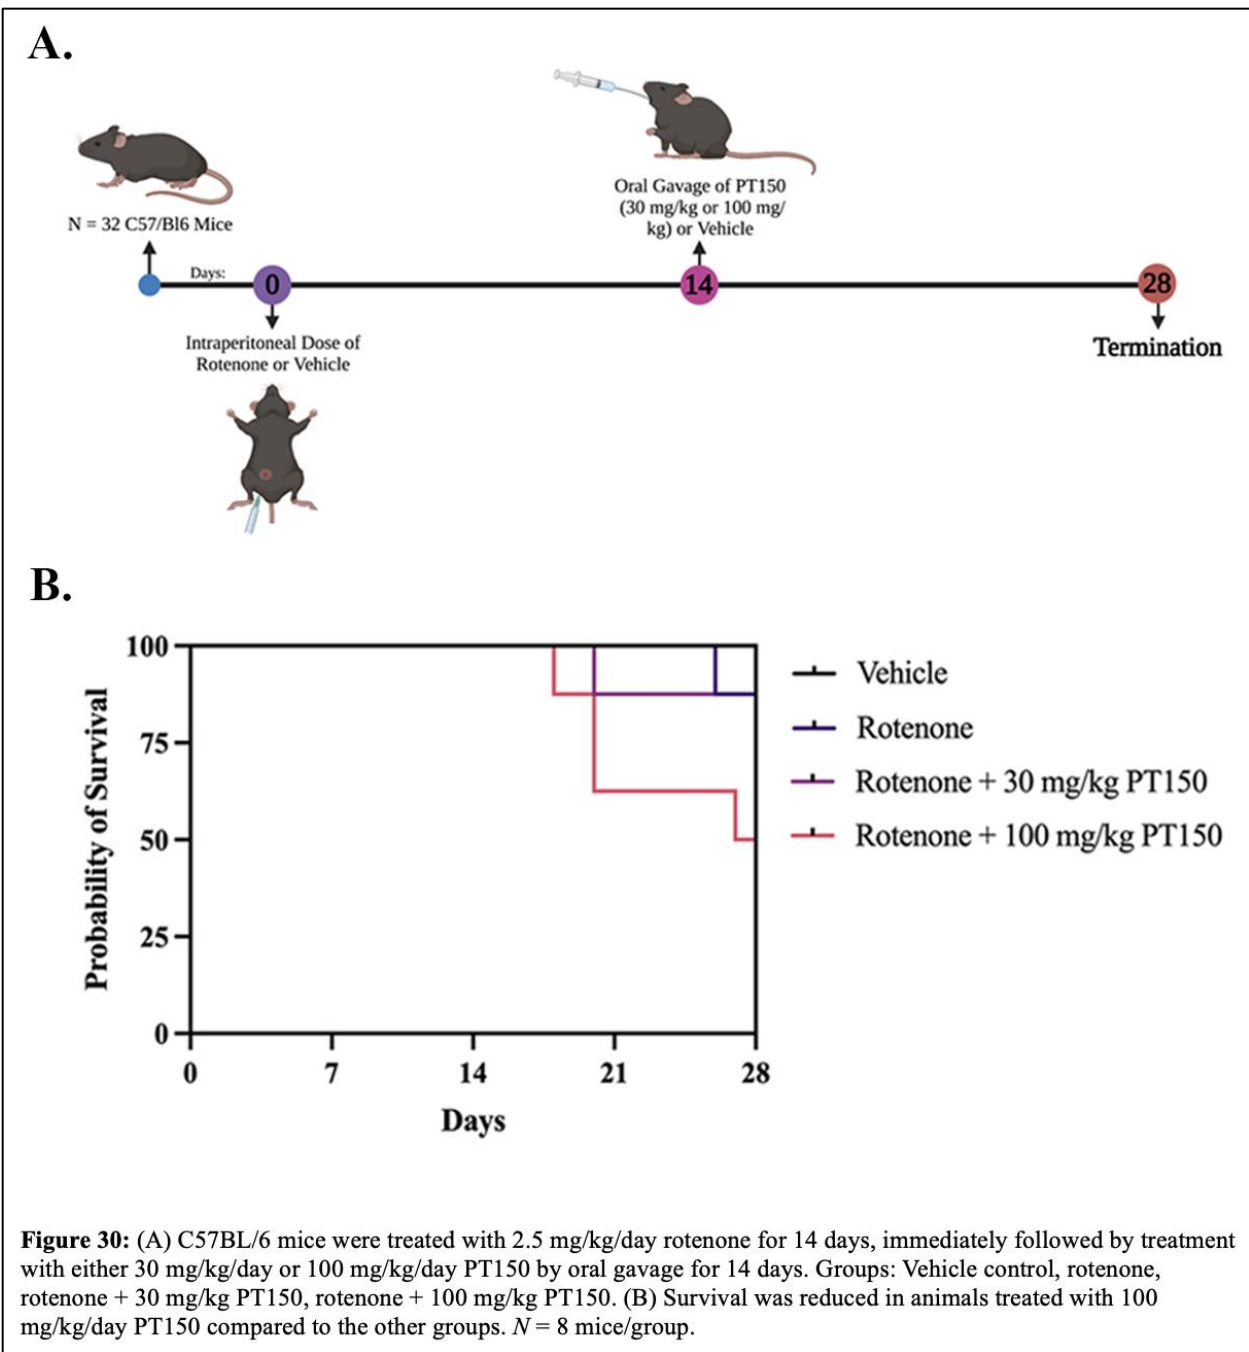 A.
N = 32 C57/Bl6 Mice
Oral Gavage of PT150
(30 mg/kg or 100 mg/
kg) or Vehicle
Days:
0
14
28
Intraperitoneal Dose of
Rotenone or Vehicle
Termination
B.
Probability of Survival
100
75
50
25
0
0 7 14 21 28
Days
Vehicle
Rotenone
Rotenone + 30 mg/kg PT150
Rotenone + 100 mg/kg PT150
Figure 30: (A) C57BL/6 mice were treated with 2.5 mg/kg/day rotenone for 14 days, immediately followed by treatment
with either 30 mg/kg/day or 100 mg/kg/day PT150 by oral gavage for 14 days. Groups: Vehicle control, rotenone,
rotenone + 30 mg/kg PT150, rotenone + 100 mg/kg PT150. (B) Survival was reduced in animals treated with 100
mg/kg/day PT150 compared to the other groups. N = 8 mice/group.